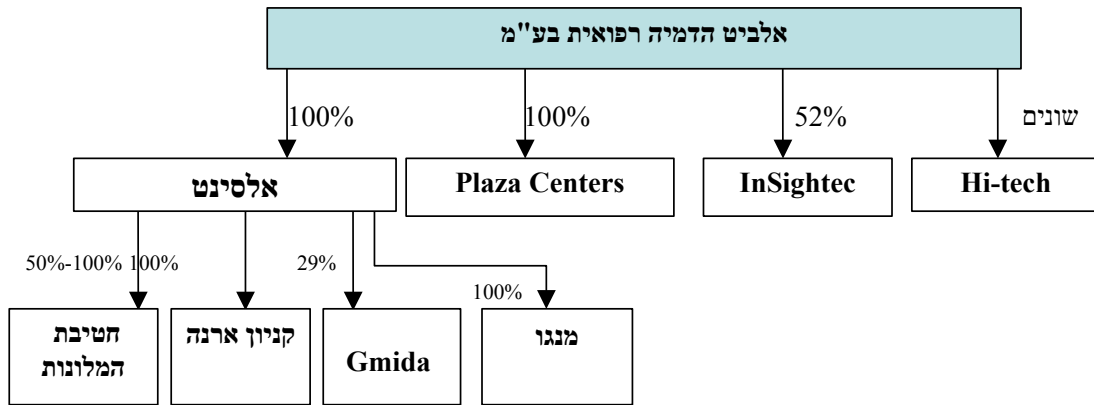 אלביט הדמיה רפואית בע"מ
100%
100%
52%
שונים
אלסינט
Plaza Centers
InSightec
Hi-tech
50%-100% 100%
29%
100%
חטיבת
המלונות
קניון ארנה
Gmida
מנגו